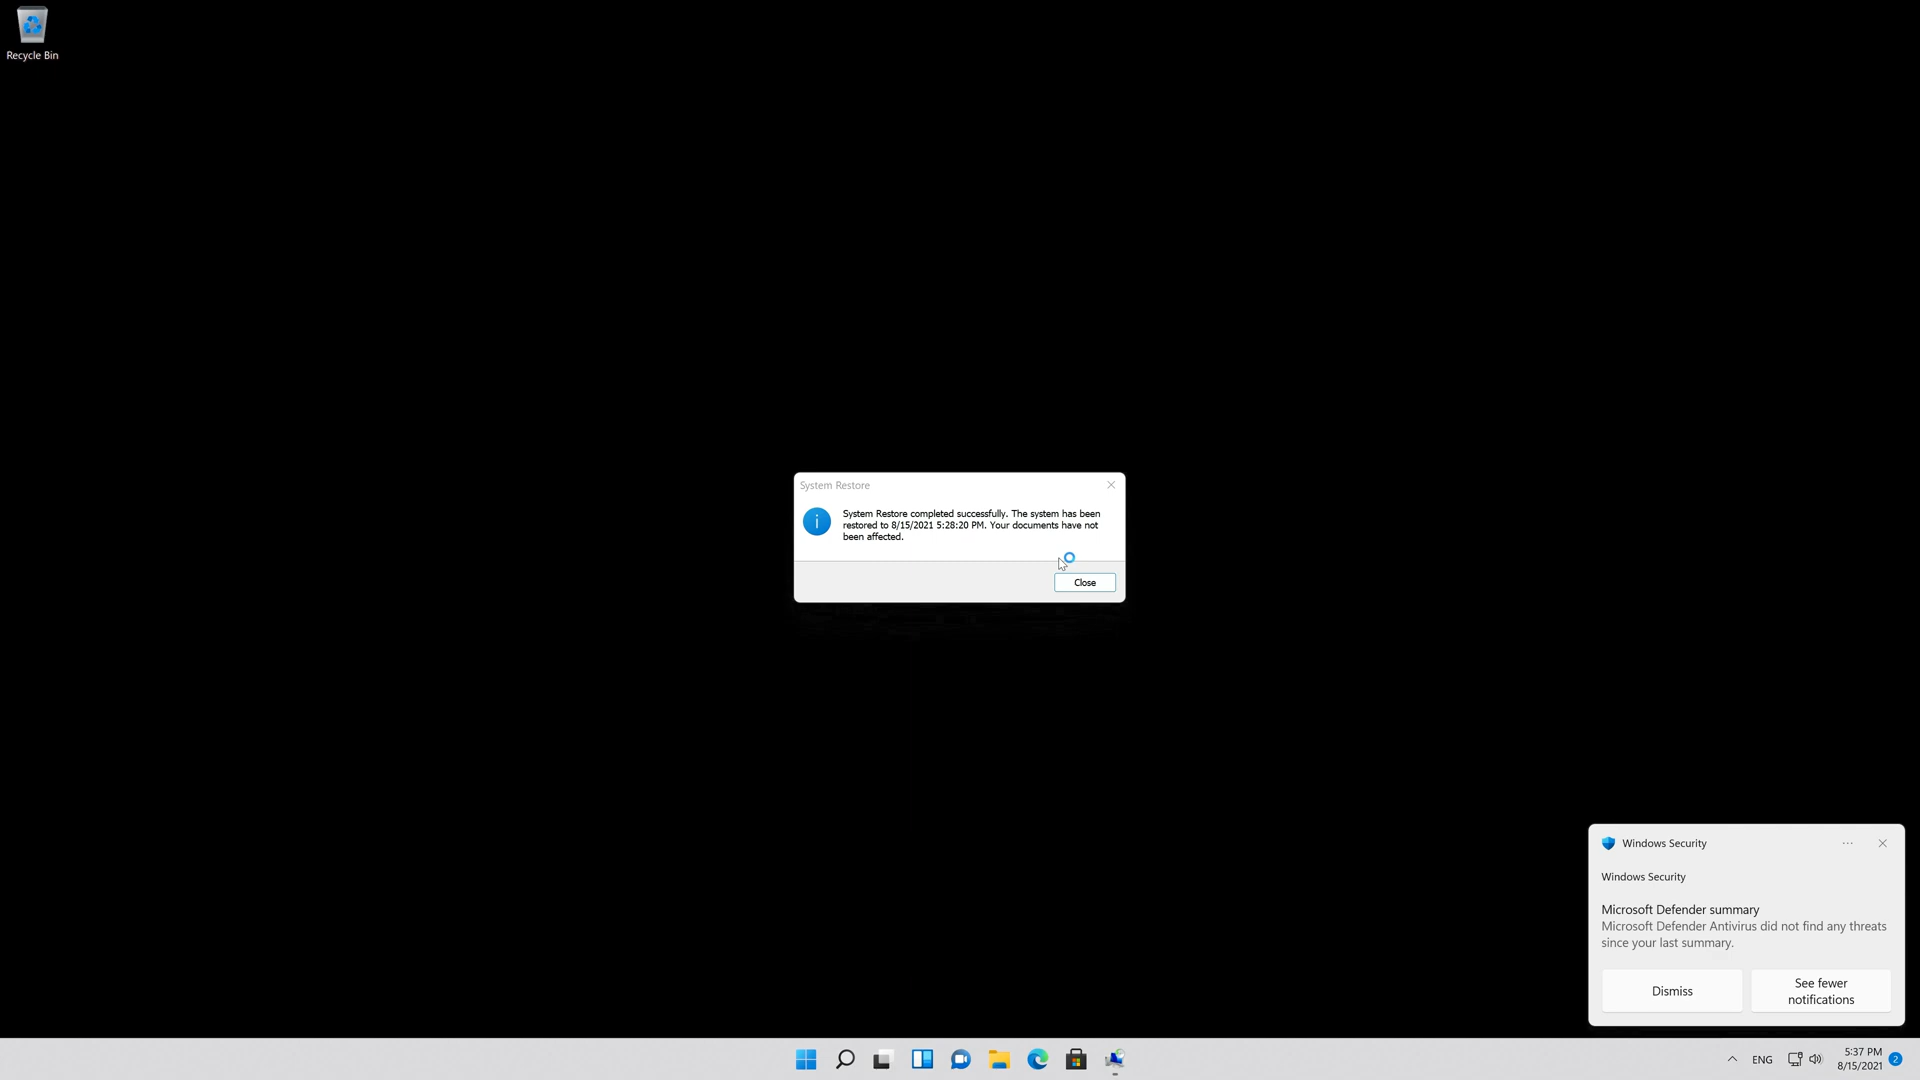 Recycle Bin
System Restore
System Restore completed successfully. The system has been
restored to 8/15/2021 5:28:20 PM. Your documents have not
been affected.
Close
Windows Security
Windows Security
Microsoft Defender summary
Microsoft Defender Antivirus did not find any threats
since your last summary.
Dismiss
See fewer
notifications
ENG
5:37 PM
8/15/2021
2